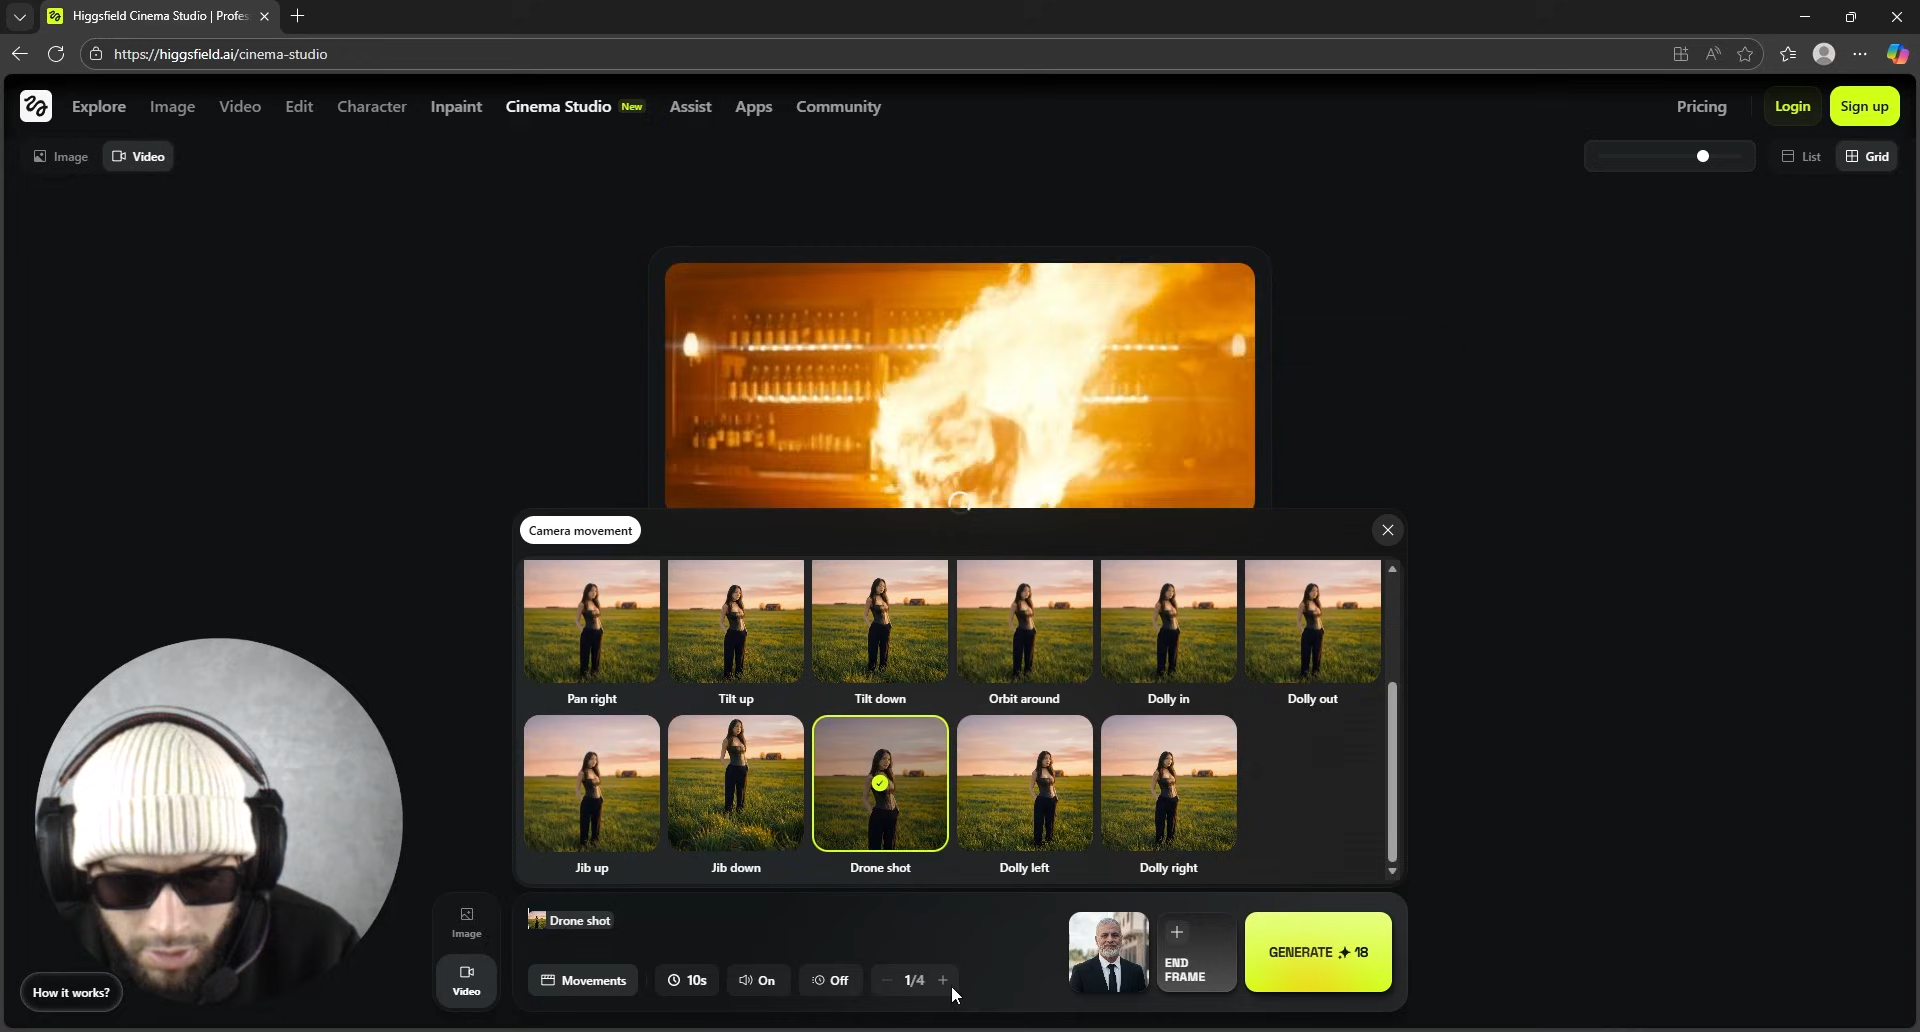 Higgsfield Cinema Studio | Profes
https://higgsfield.ai/cinema-studio
Explore Image Video Edit Character Inpaint Cinema Studio New Assist Apps Community Pricing Login Sign up
Image Video List Grid
Camera movement
Pan right Tilt up Tilt down Orbit around Dolly in Dolly out
Jib up Jib down Drone shot Dolly left Dolly right
Image
Drone shot
END
FRAME
GENERATE 18
Movements 10s On Off 1/4
Video
How it works?